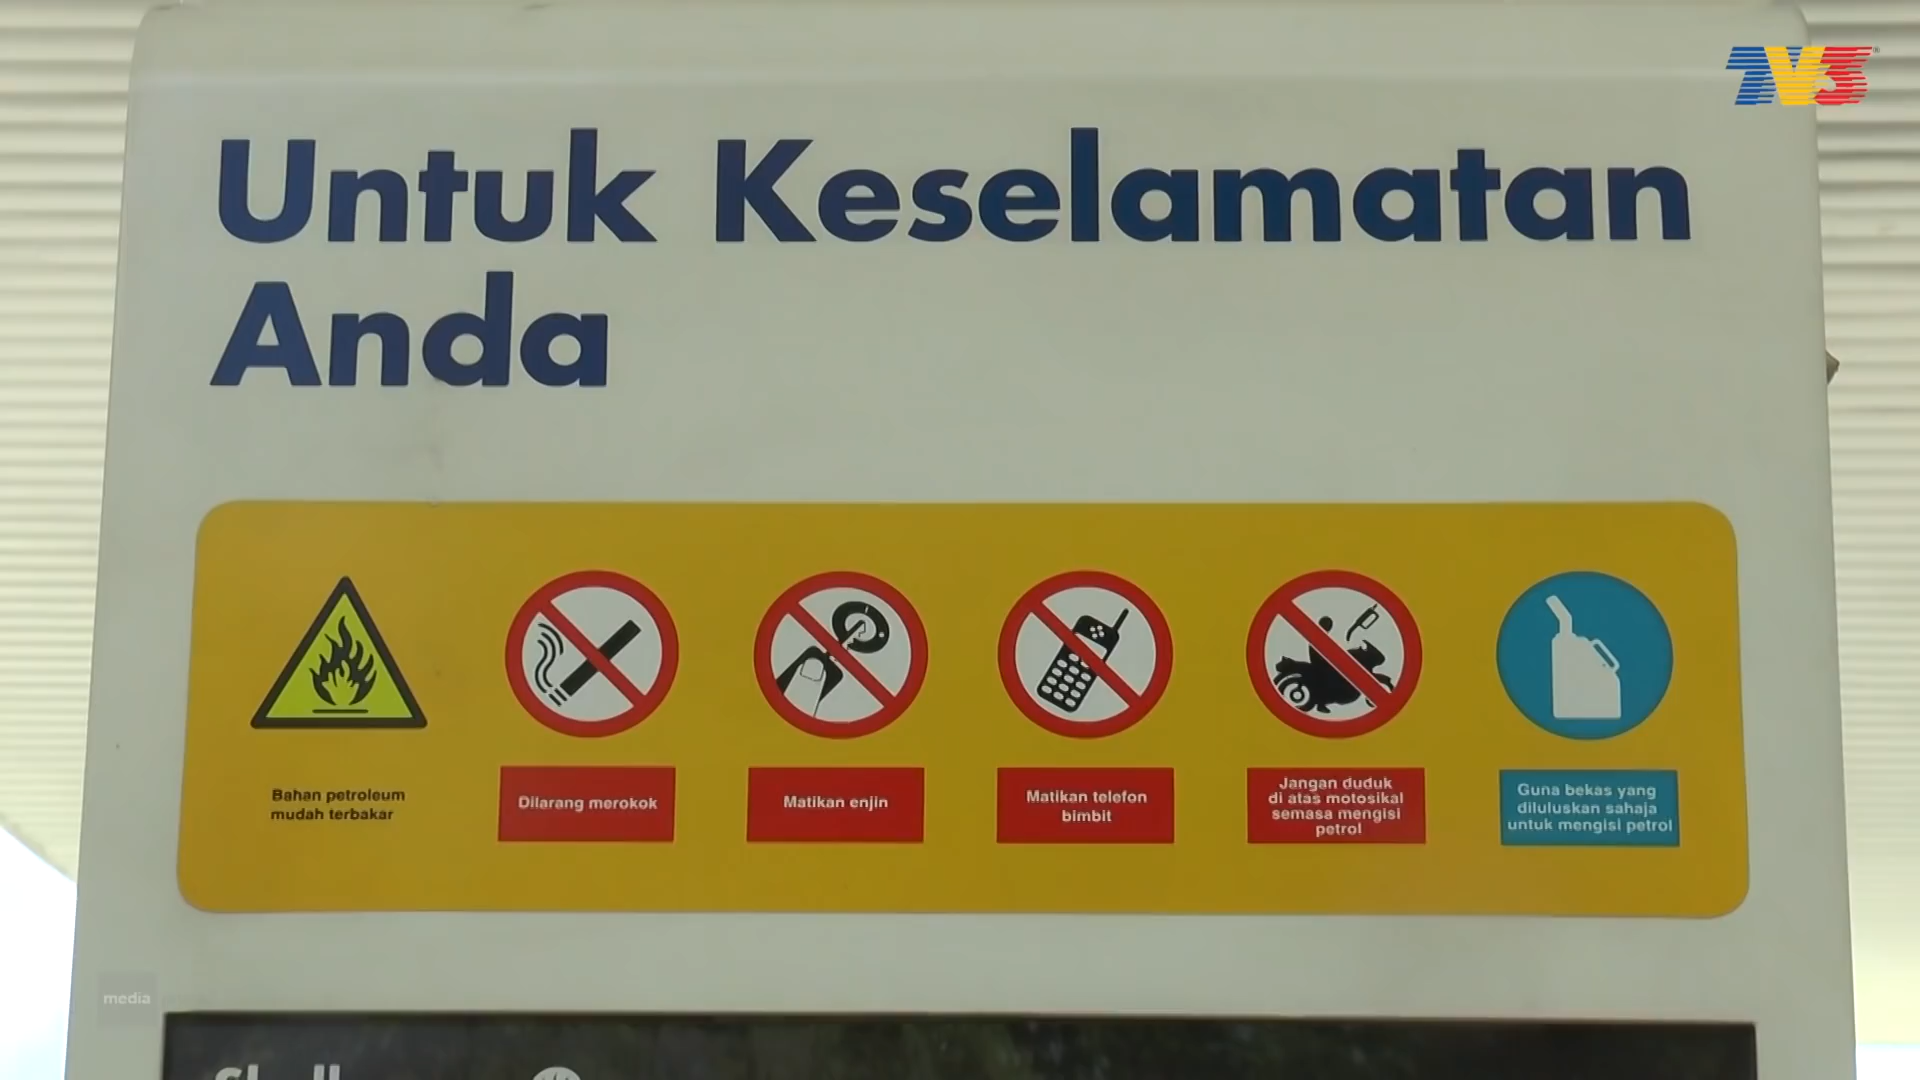 TV3
Untuk Keselamatan
Anda
Bahan petroleum
mudah terbakar
Dilarang merokok
Matikan enjin
Matikan telefon
bimbit
Jangan duduk
di atas motosikal
semasa mengisi
petrol
Guna bekas yang
diluluskan sahaja
untuk mengisi petrol
media